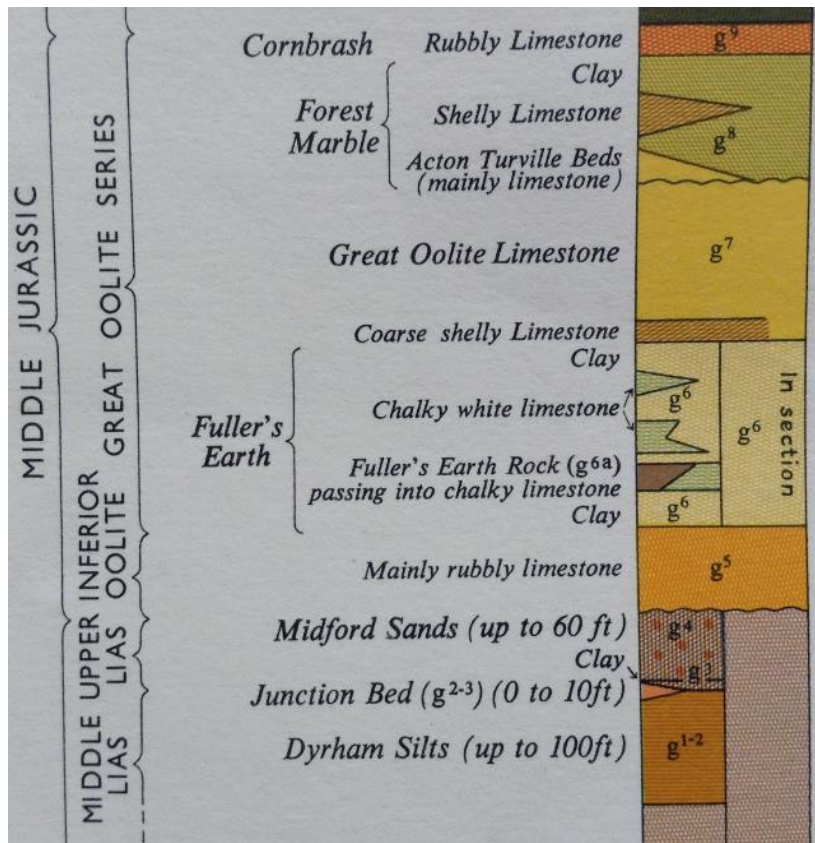 MIDDLE JURASSIC
GREAT OOLITE SERIES
INFERIOR OOLITE
UPPER LIAS
MIDDLE LIAS
Cornbrash
Rubbly Limestone
g⁹
Clay
Forest
Marble
Shelly Limestone
g⁸
Acton Turville Beds
(mainly limestone)
Great Oolite Limestone
g⁷
Coarse shelly Limestone
Clay
Fuller's
Earth
Chalky white limestone
g⁶
g⁶
In section
Fuller's Earth Rock (g⁶ᵃ)
passing into chalky limestone
Clay
g⁶
Mainly rubbly limestone
g⁵
Midford Sands (up to 60 ft)
g⁴
Clay
g³
Junction Bed (g²⁻³) (0 to 10ft)
Dyrham Silts (up to 100ft)
g¹⁻²